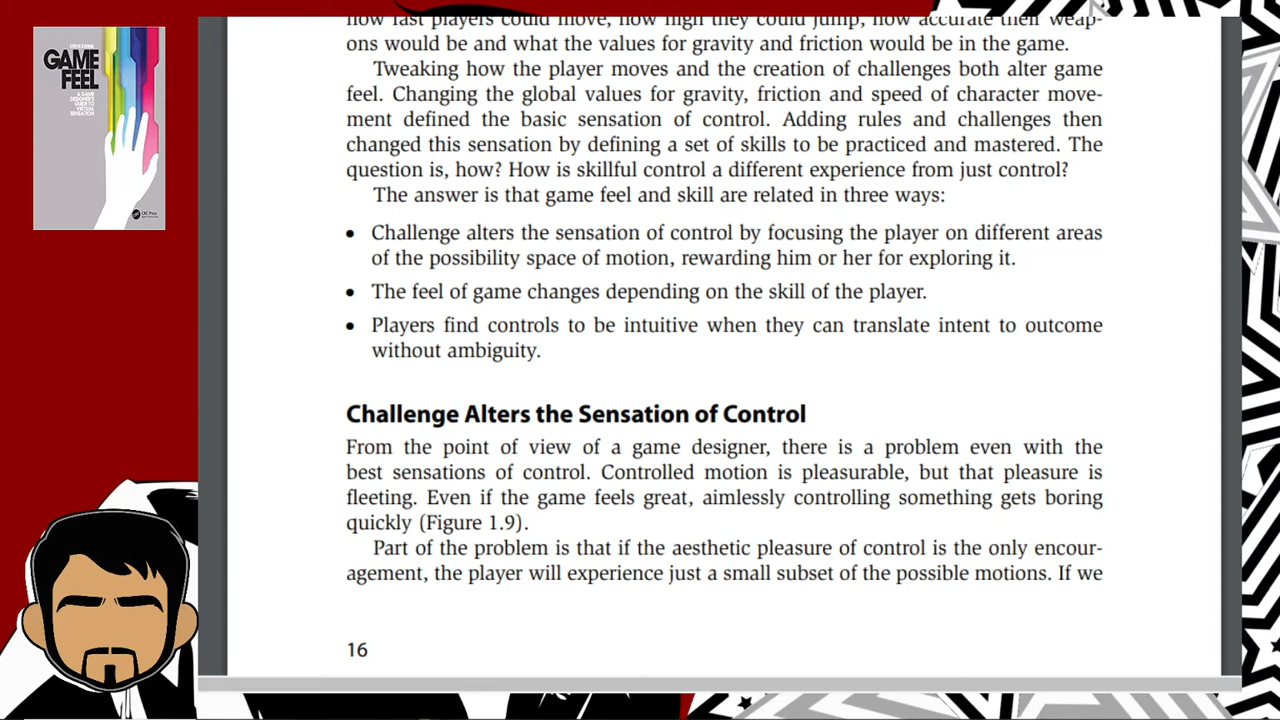 STEVE SWINK
GAME
FEEL
A GAME
DESIGNER'S
GUIDE TO
VIRTUAL
SENSATION
CRC Press
how fast players could move, how high they could jump, how accurate their weap-
ons would be and what the values for gravity and friction would be in the game.
Tweaking how the player moves and the creation of challenges both alter game
feel. Changing the global values for gravity, friction and speed of character move-
ment defined the basic sensation of control. Adding rules and challenges then
changed this sensation by defining a set of skills to be practiced and mastered. The
question is, how? How is skillful control a different experience from just control?
The answer is that game feel and skill are related in three ways:
• Challenge alters the sensation of control by focusing the player on different areas
of the possibility space of motion, rewarding him or her for exploring it.
• The feel of game changes depending on the skill of the player.
• Players find controls to be intuitive when they can translate intent to outcome
without ambiguity.
Challenge Alters the Sensation of Control
From the point of view of a game designer, there is a problem even with the
best sensations of control. Controlled motion is pleasurable, but that pleasure is
fleeting. Even if the game feels great, aimlessly controlling something gets boring
quickly (Figure 1.9).
Part of the problem is that if the aesthetic pleasure of control is the only encour-
agement, the player will experience just a small subset of the possible motions. If we
16